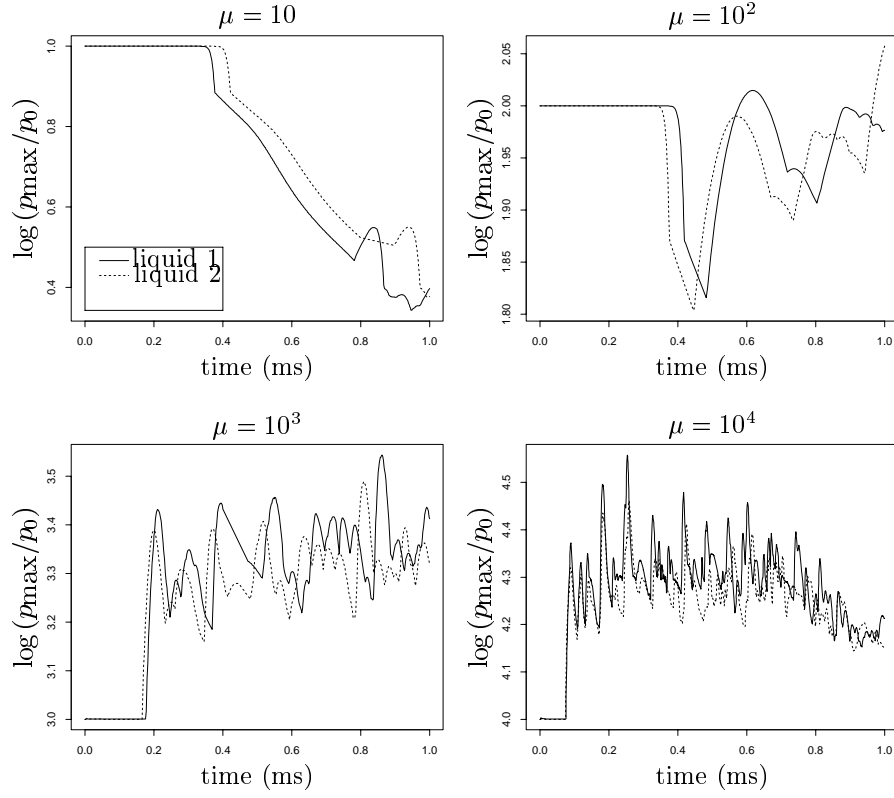 μ = 10
log (pmax/p0)
1.0
0.8
0.6
0.4
liquid 1
liquid 2
0.0 0.2 0.4 0.6 0.8 1.0
time (ms)
μ = 10²
log (pmax/p0)
2.05
2.00
1.95
1.90
1.85
1.80
0.0 0.2 0.4 0.6 0.8 1.0
time (ms)
μ = 10³
log (pmax/p0)
3.5
3.4
3.3
3.2
3.1
3.0
0.0 0.2 0.4 0.6 0.8 1.0
time (ms)
μ = 10⁴
log (pmax/p0)
4.5
4.4
4.3
4.2
4.1
4.0
0.0 0.2 0.4 0.6 0.8 1.0
time (ms)